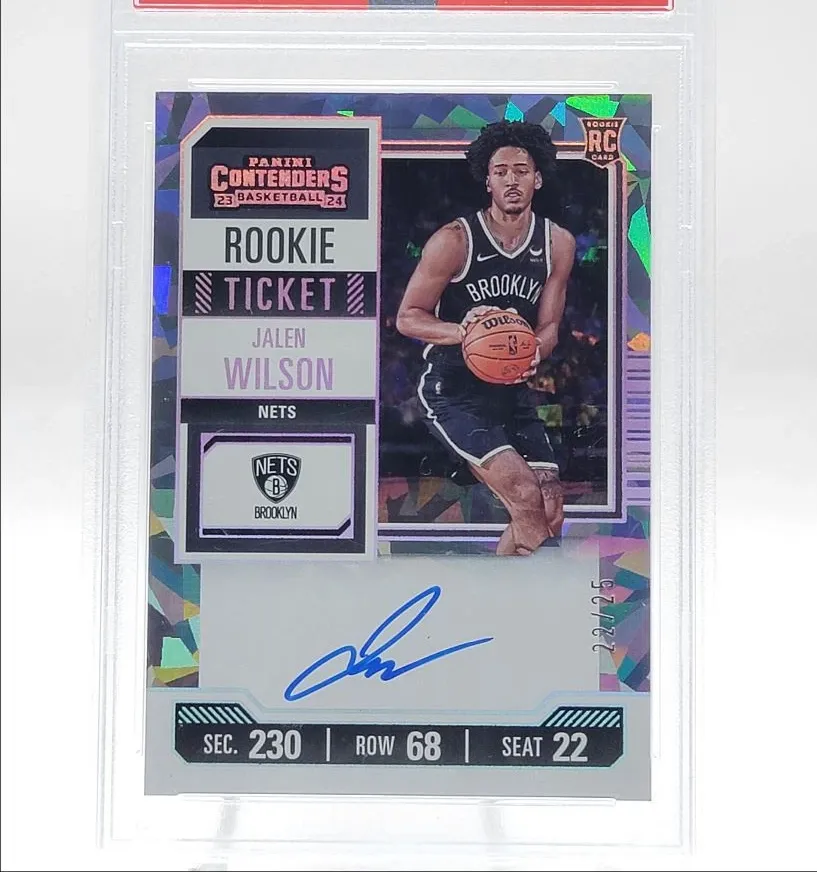 PANINI
CONTENDERS
23 BASKETBALL 24
ROOKIE
TICKET
JALEN
WILSON
NETS
NETS
B
BROOKLYN
ROOKIE
RC
CARD
BROOKLYN
Wilson
22/25
SEC. 230 | ROW 68 | SEAT 22